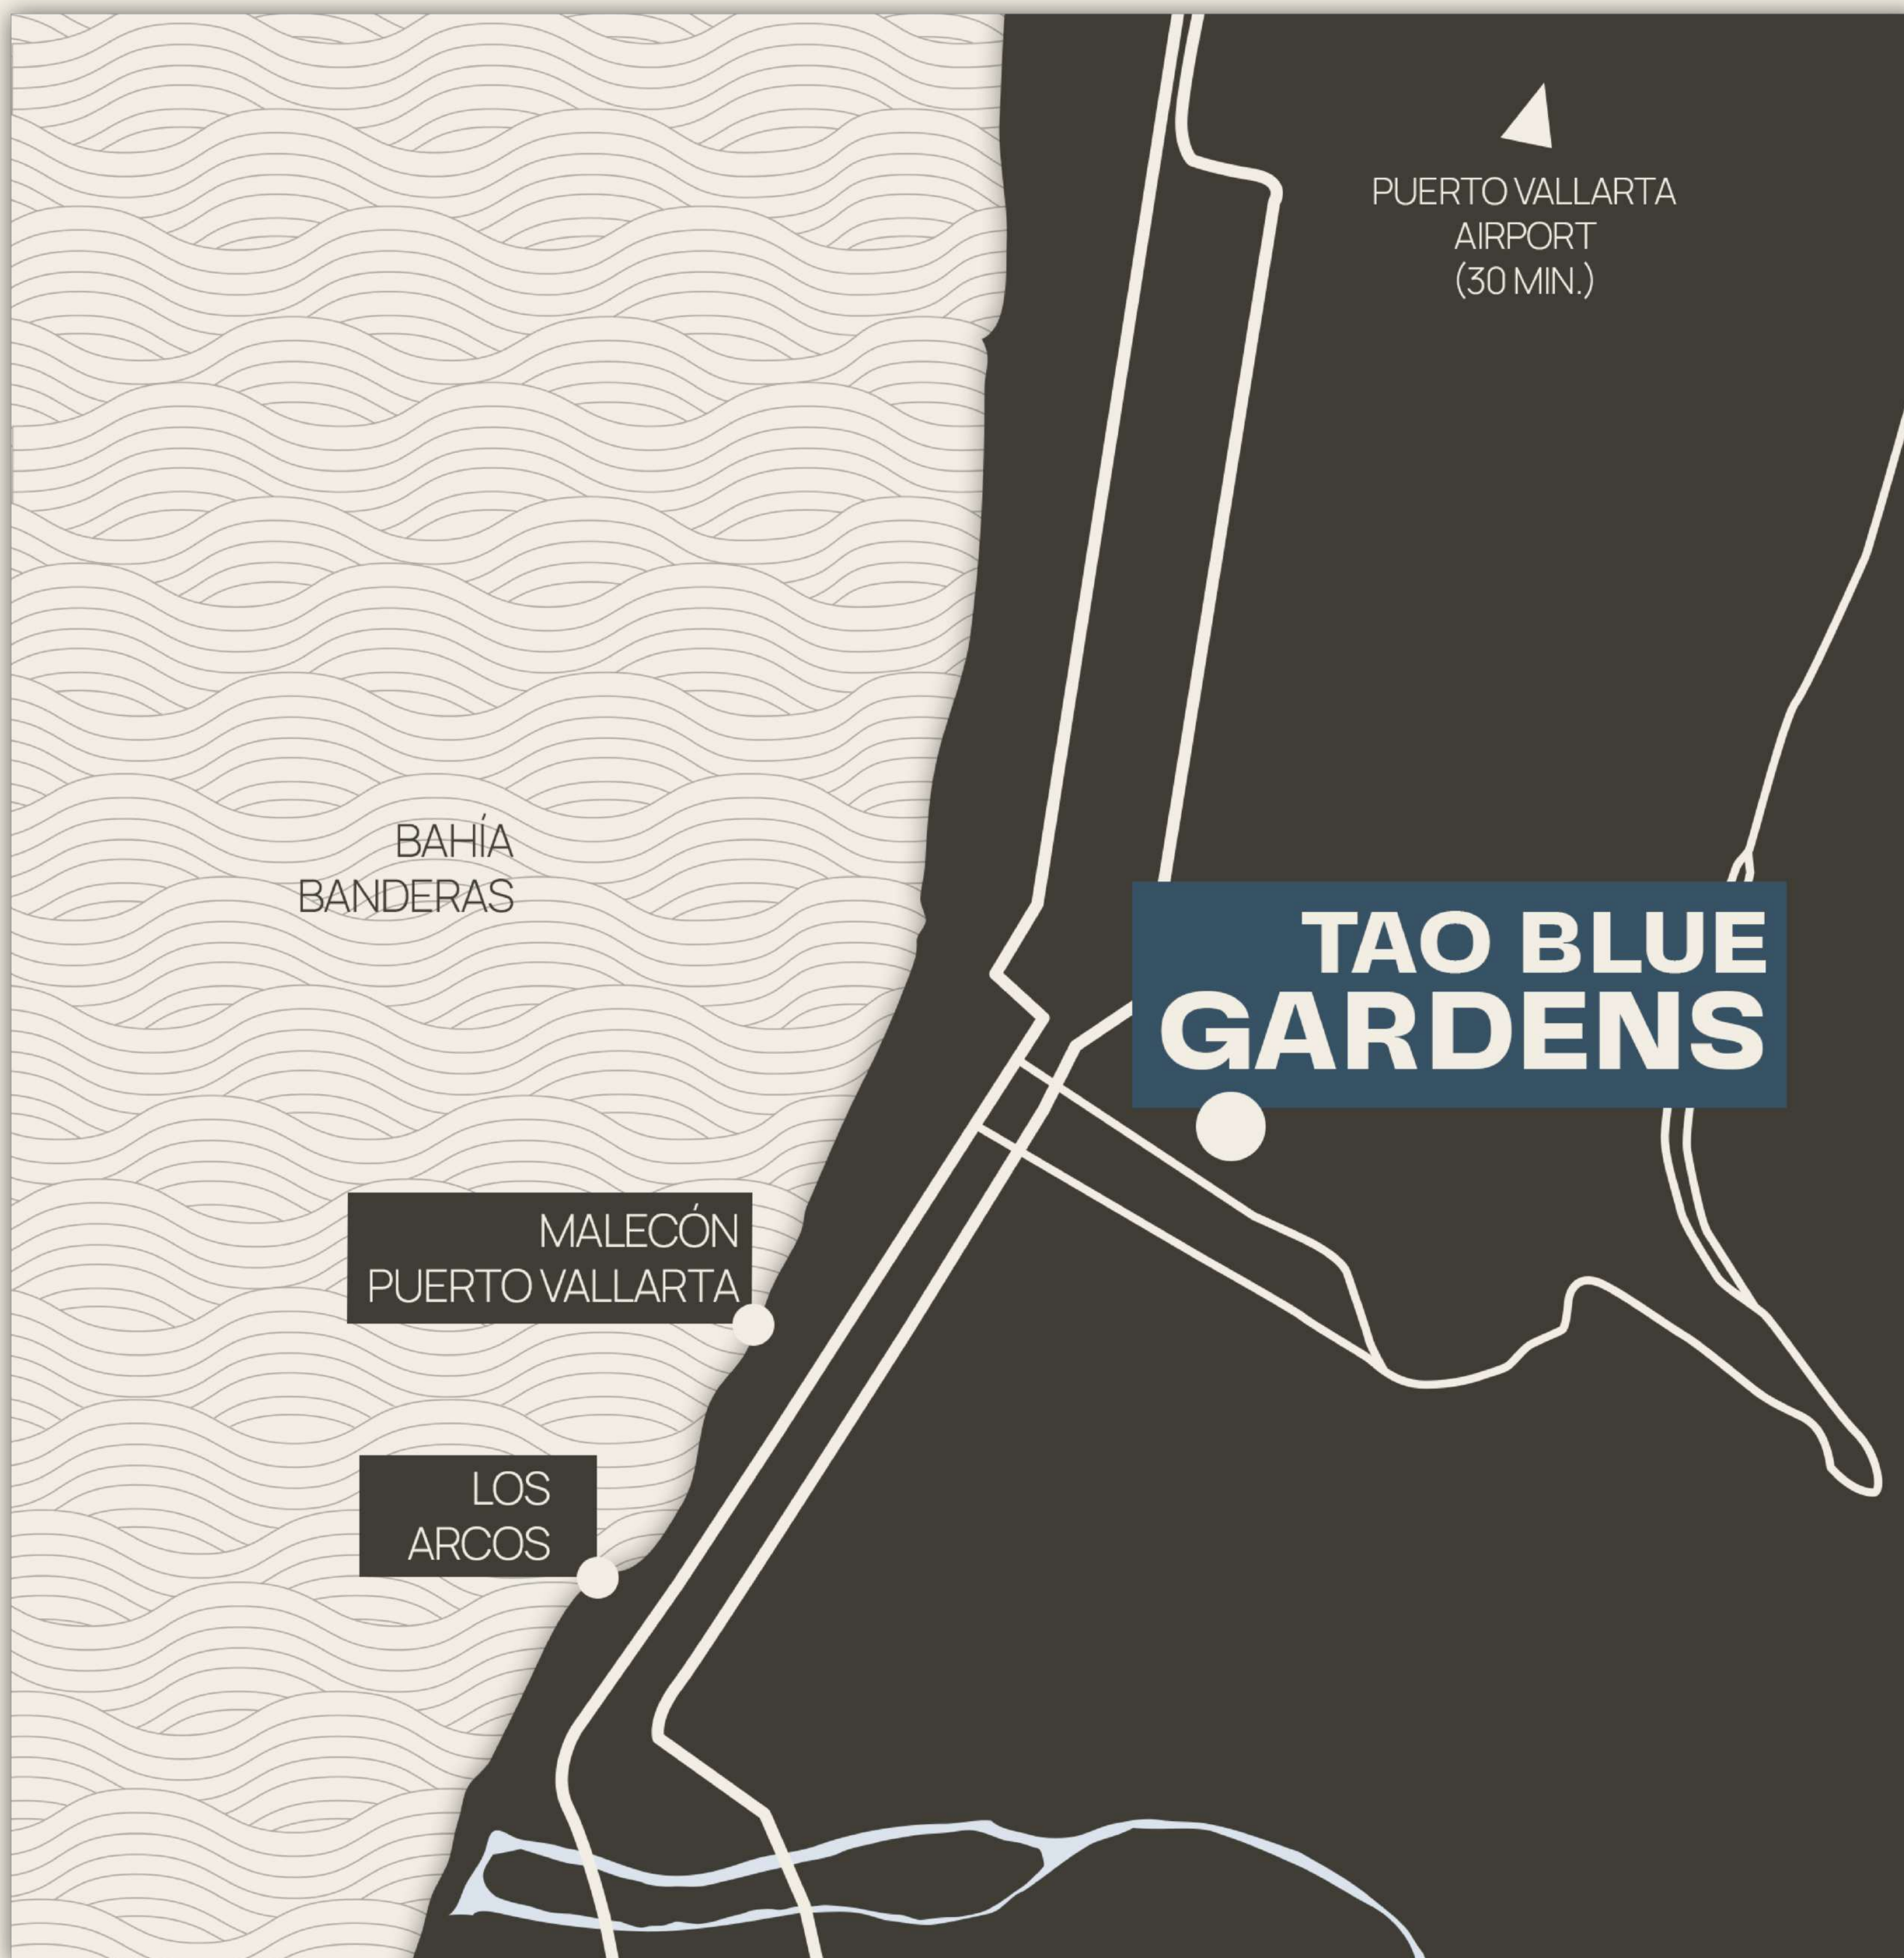 PUERTO VALLARTA
AIRPORT
(30 MIN.)
BAHÍA
BANDERAS
TAO BLUE
GARDENS
MALECÓN
PUERTO VALLARTA
LOS
ARCOS